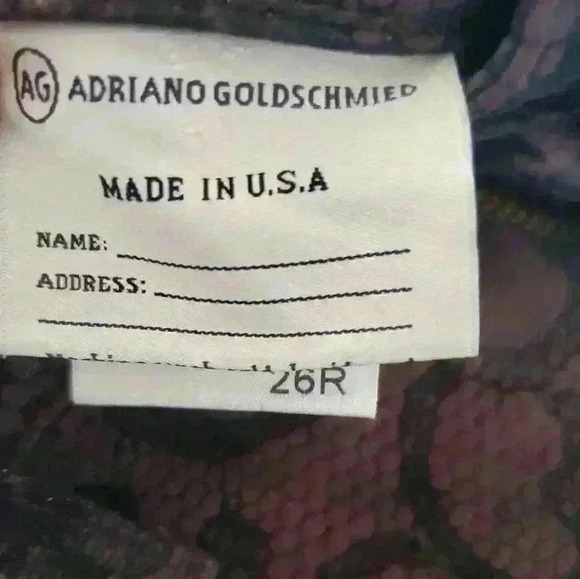 AG ADRIANO GOLDSCHMIED
MADE IN U.S.A
NAME:
ADDRESS:
26R